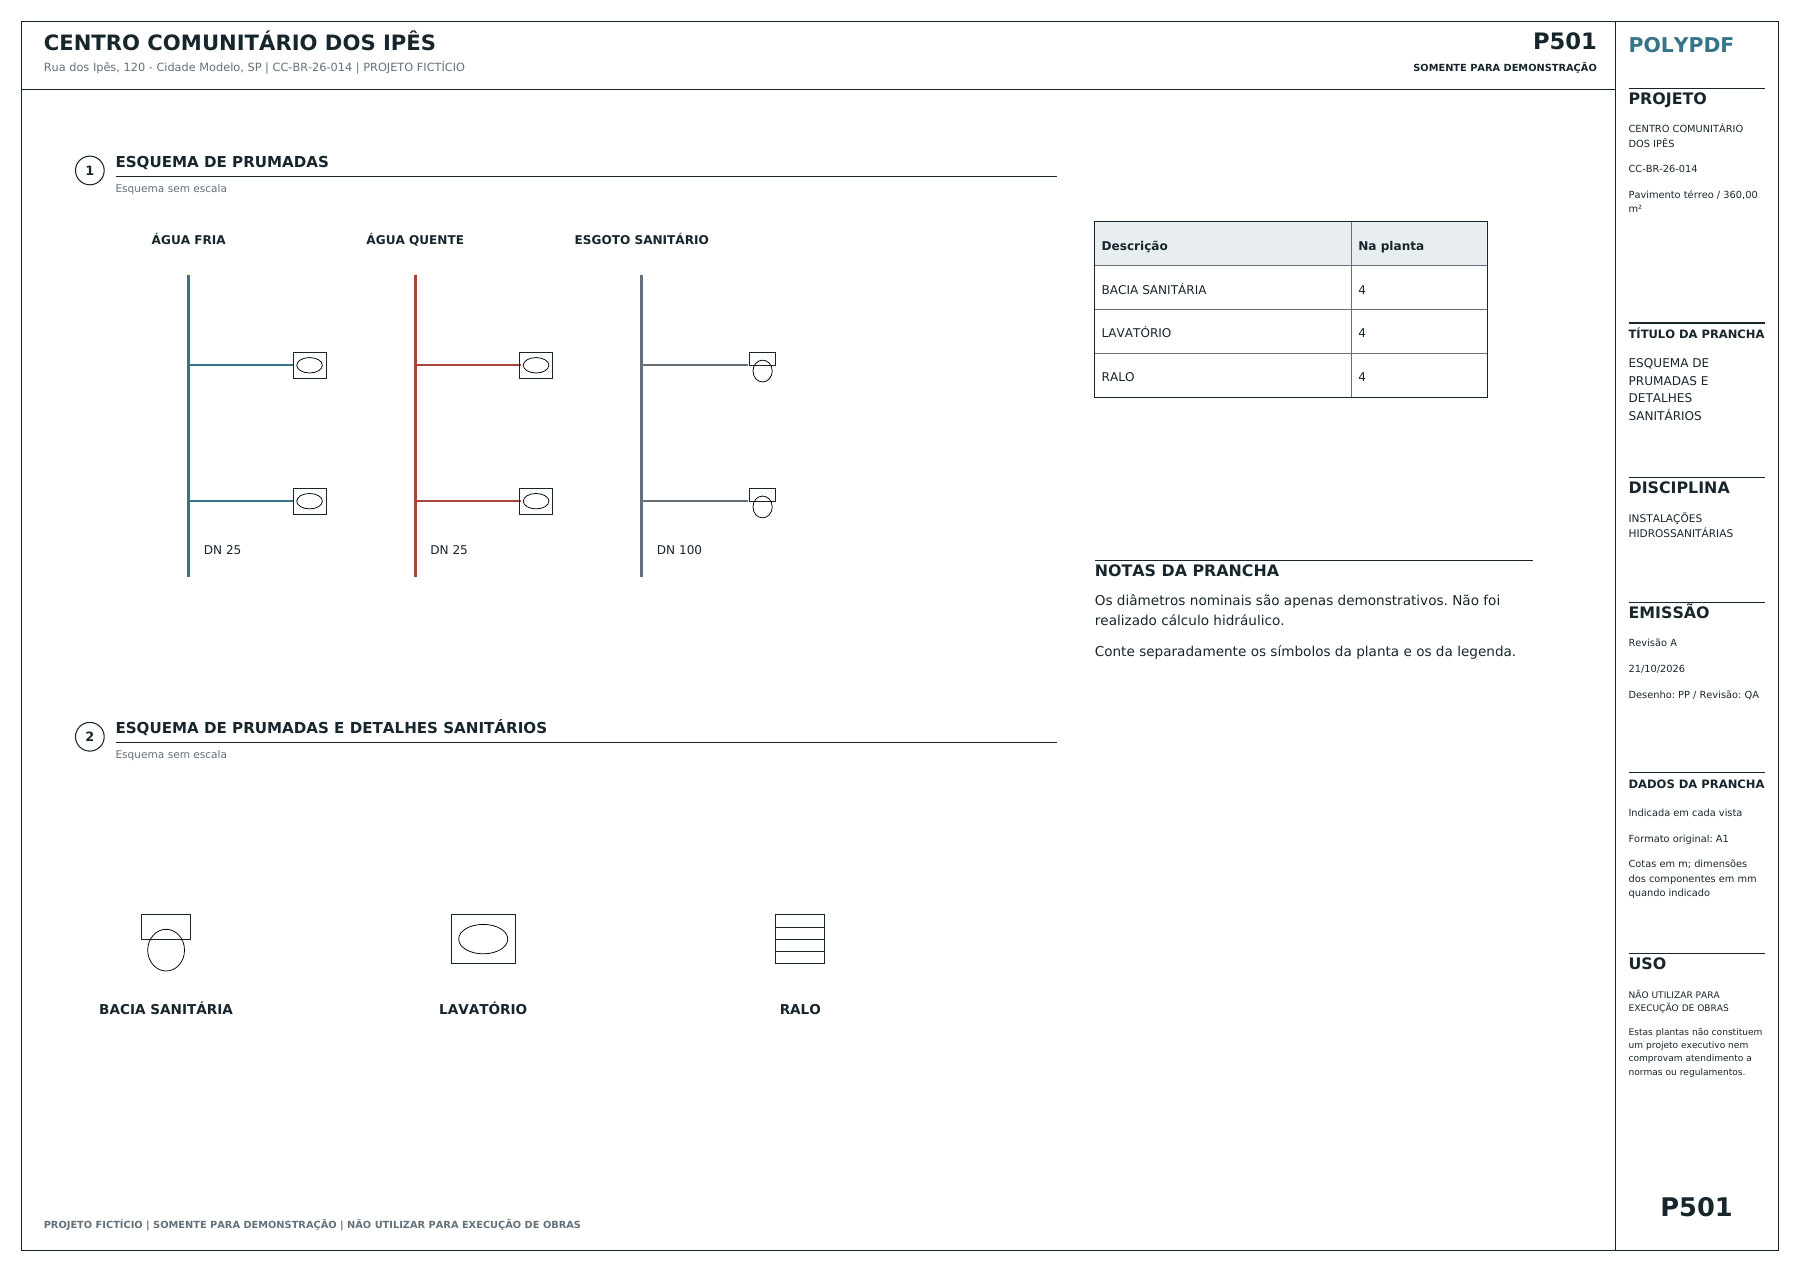 CENTRO COMUNITÁRIO DOS IPÊS
Rua dos Ipês, 120 - Cidade Modelo, SP | CC-BR-26-014 | PROJETO FICTÍCIO
P501
SOMENTE PARA DEMONSTRAÇÃO
1
ESQUEMA DE PRUMADAS
Esquema sem escala
ÁGUA FRIA
ÁGUA QUENTE
ESGOTO SANITÁRIO
DN 25
DN 25
DN 100
Descrição Na planta
BACIA SANITÁRIA 4
LAVATÓRIO 4
RALO 4
NOTAS DA PRANCHA
Os diâmetros nominais são apenas demonstrativos. Não foi
realizado cálculo hidráulico.
Conte separadamente os símbolos da planta e os da legenda.
2
ESQUEMA DE PRUMADAS E DETALHES SANITÁRIOS
Esquema sem escala
BACIA SANITÁRIA
LAVATÓRIO
RALO
PROJETO FICTÍCIO | SOMENTE PARA DEMONSTRAÇÃO | NÃO UTILIZAR PARA EXECUÇÃO DE OBRAS
POLYPDF
PROJETO
CENTRO COMUNITÁRIO
DOS IPÊS
CC-BR-26-014
Pavimento térreo / 360,00
m²
TÍTULO DA PRANCHA
ESQUEMA DE
PRUMADAS E
DETALHES
SANITÁRIOS
DISCIPLINA
INSTALAÇÕES
HIDROSSANITÁRIAS
EMISSÃO
Revisão A
21/10/2026
Desenho: PP / Revisão: QA
DADOS DA PRANCHA
Indicada em cada vista
Formato original: A1
Cotas em m; dimensões
dos componentes em mm
quando indicado
USO
NÃO UTILIZAR PARA
EXECUÇÃO DE OBRAS
Estas plantas não constituem
um projeto executivo nem
comprovam atendimento a
normas ou regulamentos.
P501